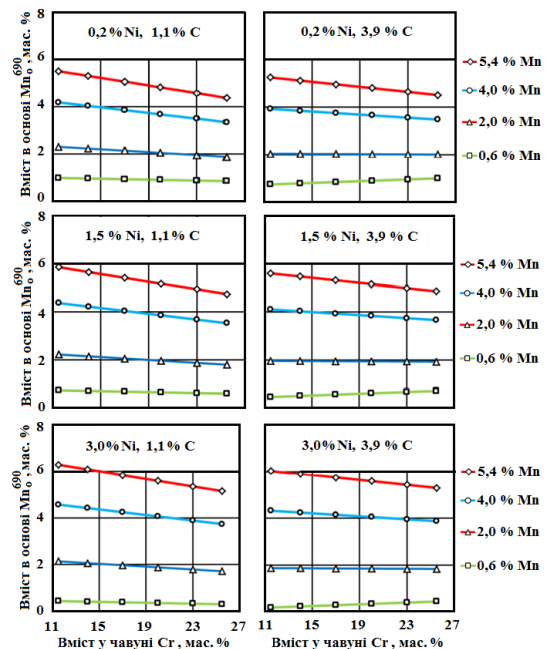 0,2%Ni, 1,1% C
0,2%Ni, 3,9% C
Вміст в основі Mnо⁶⁹⁰, мас. %
8
6
4
2
0
5,4 % Mn
4,0 % Mn
2,0 % Mn
0,6 % Mn
1,5 % Ni, 1,1% C
1,5 % Ni, 3,9% C
Вміст в основі Mnо⁶⁹⁰, мас. %
8
6
4
2
0
5,4 % Mn
4,0 % Mn
2,0 % Mn
0,6 % Mn
3,0%Ni, 1,1% C
3,0%Ni, 3,9% C
Вміст в основі Mnо⁶⁹⁰, мас. %
8
6
4
2
0
5,4 % Mn
4,0 % Mn
2,0 % Mn
0,6 % Mn
11 15 19 23 27
11 15 19 23 27
Вміст у чавуні Cr , мас. %
Вміст у чавуні Cr , мас. %